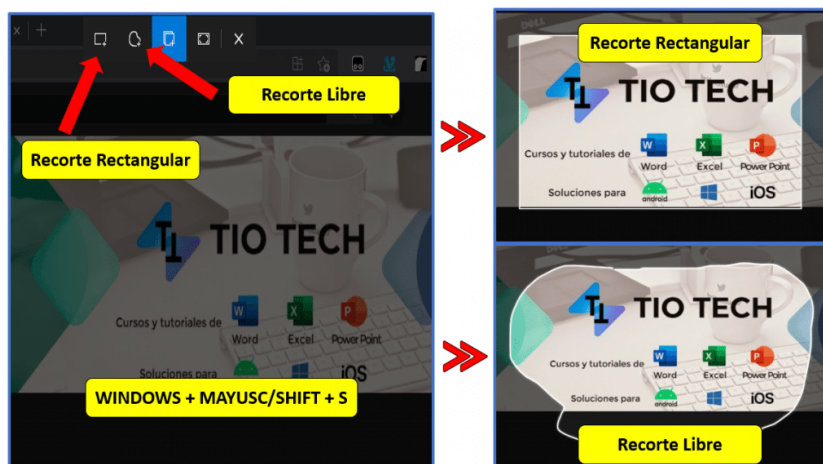 Recorte Libre
Recorte Rectangular
TIO TECH
Cursos y tutoriales de
Word Excel Power Point
Soluciones para
iOS
WINDOWS + MAYUSC/SHIFT + S
DELL
Recorte Rectangular
TIO TECH
Cursos y tutoriales de
Word Excel Power Point
Soluciones para
android iOS
TIO TECH
Cursos y tutoriales de
Word Excel Power Point
Soluciones para
android iOS
Recorte Libre